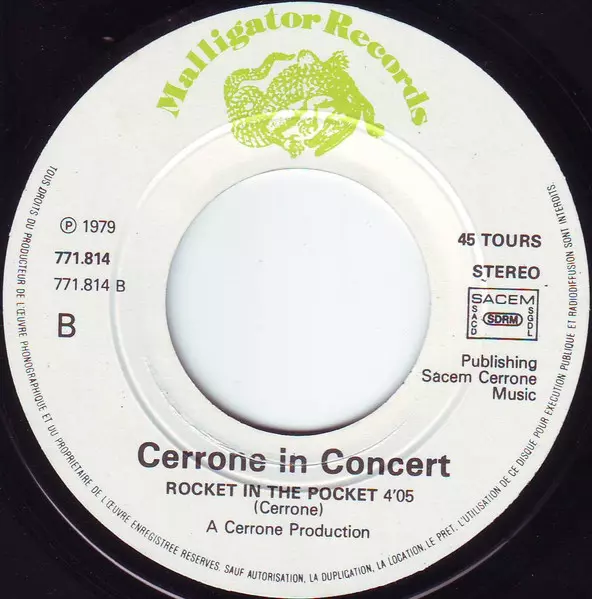 Malligator Records
℗ 1979
771.814
771.814 B
B
45 TOURS
STEREO
SACEM
SACD
SDRM
SGDL
Publishing
Sacem Cerrone
Music
Cerrone in Concert
ROCKET IN THE POCKET 4'05
(Cerrone)
A Cerrone Production
TOUS DROITS DU PRODUCTEUR DE L'ŒUVRE PHONOGRAPHIQUE ET DU PROPRIETAIRE DE L'ŒUVRE ENREGISTREE RESERVES. SAUF AUTORISATION, LA DUPLICATION, LA LOCATION, LE PRET, L'UTILISATION DE CE DISQUE POUR EXECUTION PUBLIQUE ET RADIODIFFUSION SONT INTERDITS.